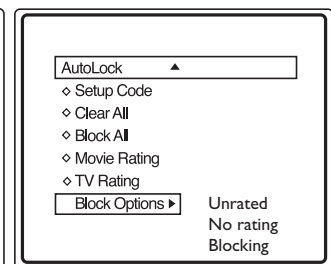 AutoLock ▲
◇ Setup Code
◇ Clear All
◇ Block All
◇ Movie Rating
◇ TV Rating
Block Options ▶ Unrated
No rating
Blocking